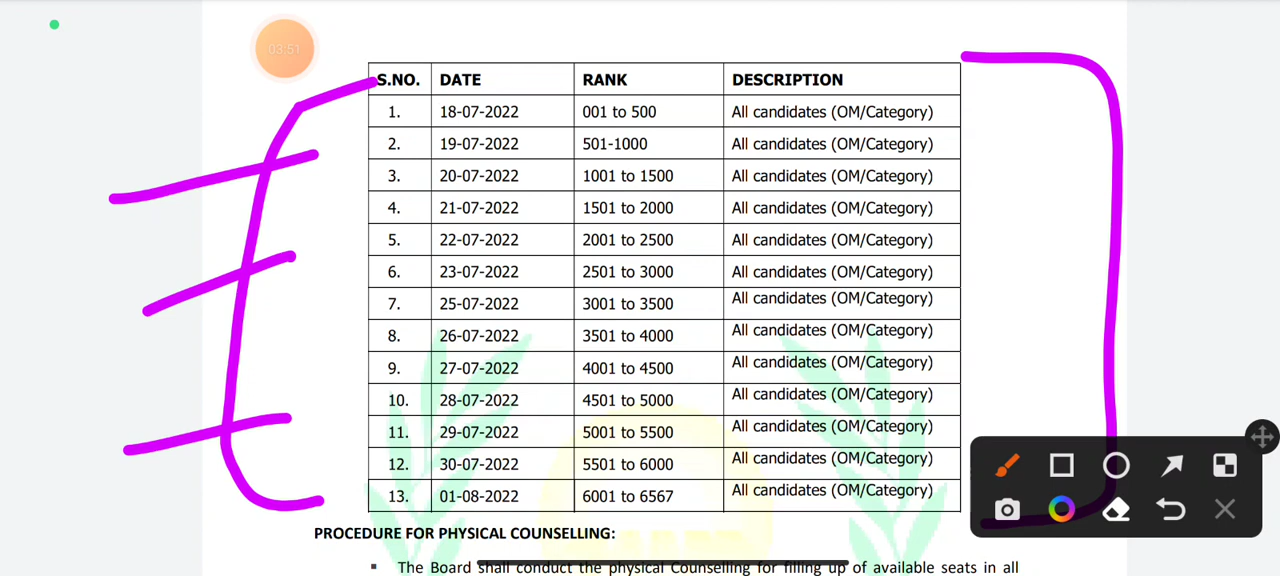 03:51
S.NO. DATE RANK DESCRIPTION
1. 18-07-2022 001 to 500 All candidates (OM/Category)
2. 19-07-2022 501-1000 All candidates (OM/Category)
3. 20-07-2022 1001 to 1500 All candidates (OM/Category)
4. 21-07-2022 1501 to 2000 All candidates (OM/Category)
5. 22-07-2022 2001 to 2500 All candidates (OM/Category)
6. 23-07-2022 2501 to 3000 All candidates (OM/Category)
7. 25-07-2022 3001 to 3500 All candidates (OM/Category)
8. 26-07-2022 3501 to 4000 All candidates (OM/Category)
9. 27-07-2022 4001 to 4500 All candidates (OM/Category)
10. 28-07-2022 4501 to 5000 All candidates (OM/Category)
11. 29-07-2022 5001 to 5500 All candidates (OM/Category)
12. 30-07-2022 5501 to 6000 All candidates (OM/Category)
13. 01-08-2022 6001 to 6567 All candidates (OM/Category)
PROCEDURE FOR PHYSICAL COUNSELLING:
▪ The Board shall conduct the physical Counselling for filling up of available seats in all